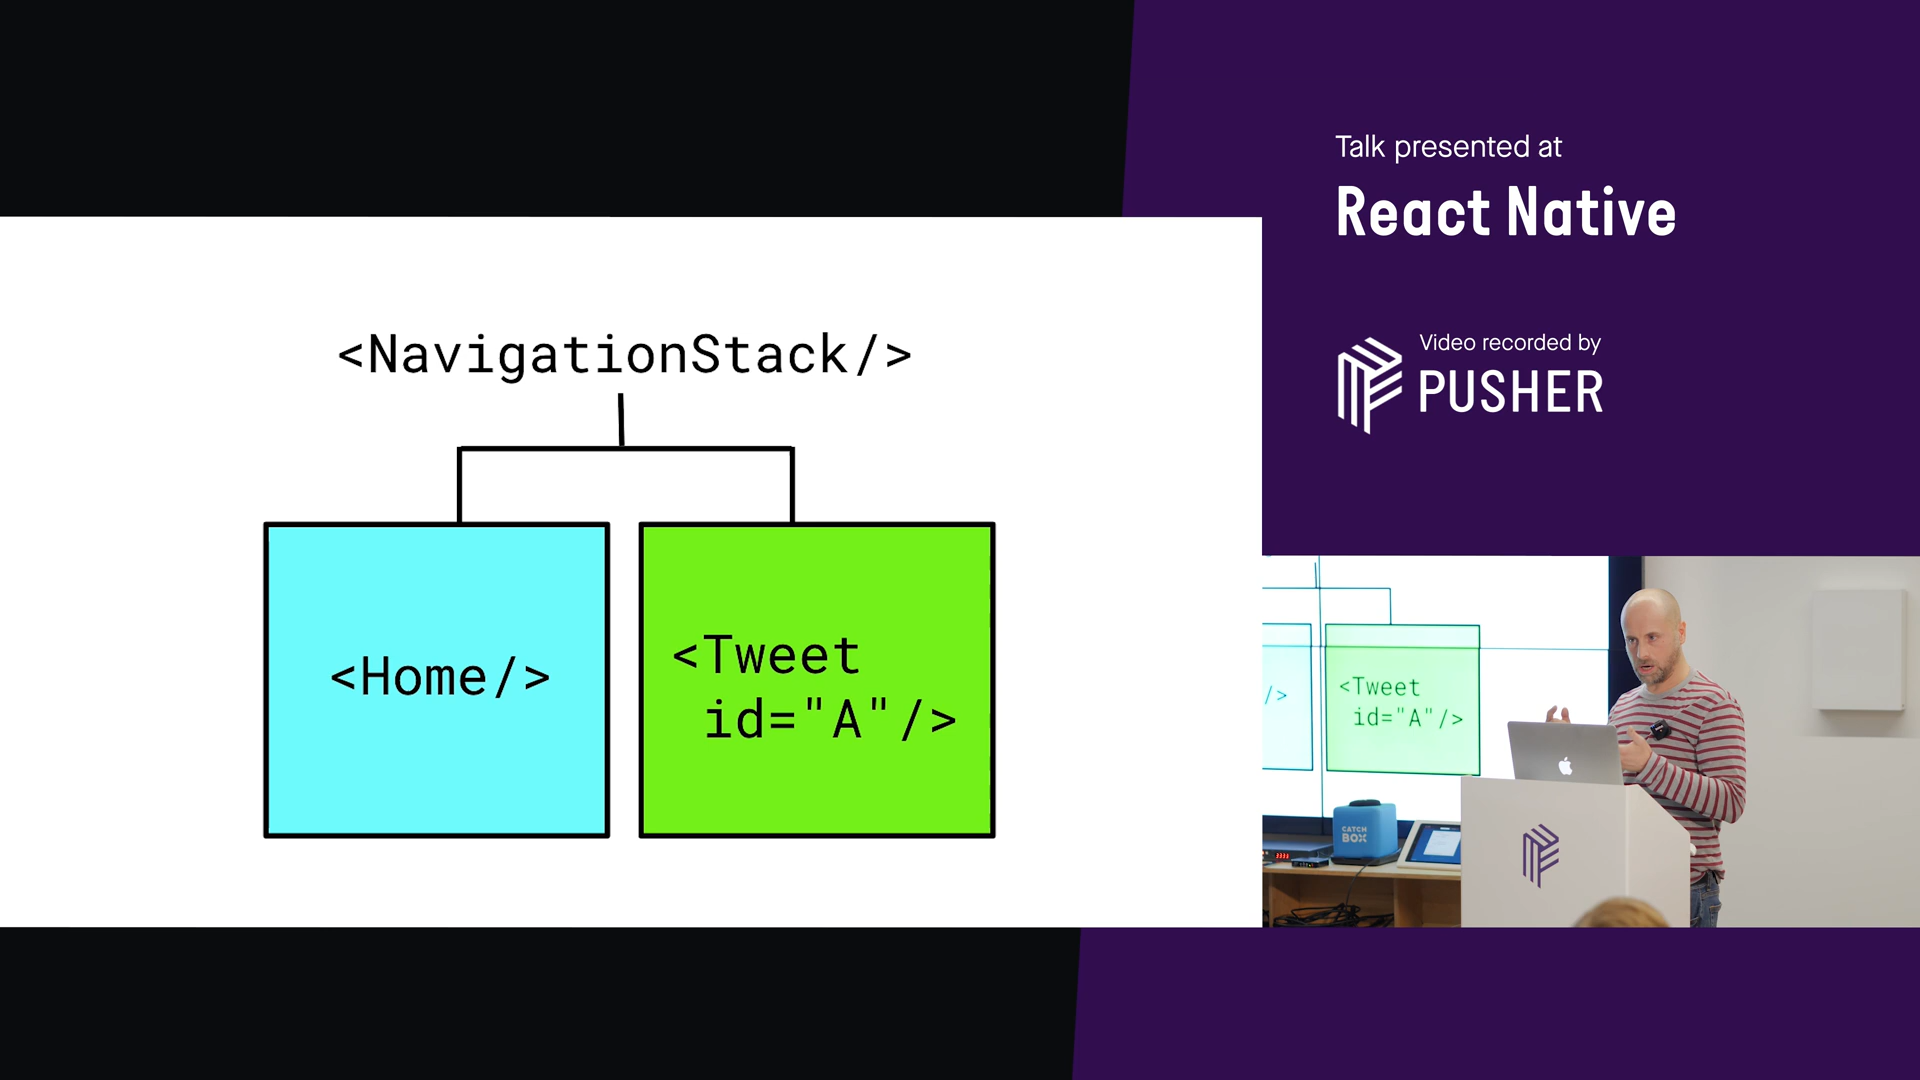 <NavigationStack/>
<Home/>
<Tweet
id="A"/>
Talk presented at
React Native
Video recorded by
PUSHER
/>
<Tweet
id="A"/>
CATCH
BOX